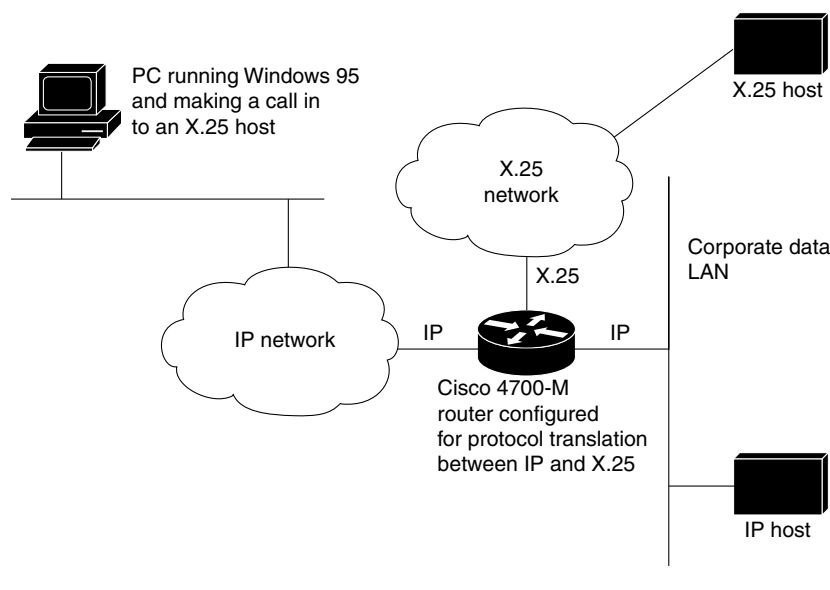 PC running Windows 95
and making a call in
to an X.25 host
X.25 host
X.25
network
Corporate data
LAN
X.25
IP network
IP
IP
Cisco 4700-M
router configured
for protocol translation
between IP and X.25
IP host